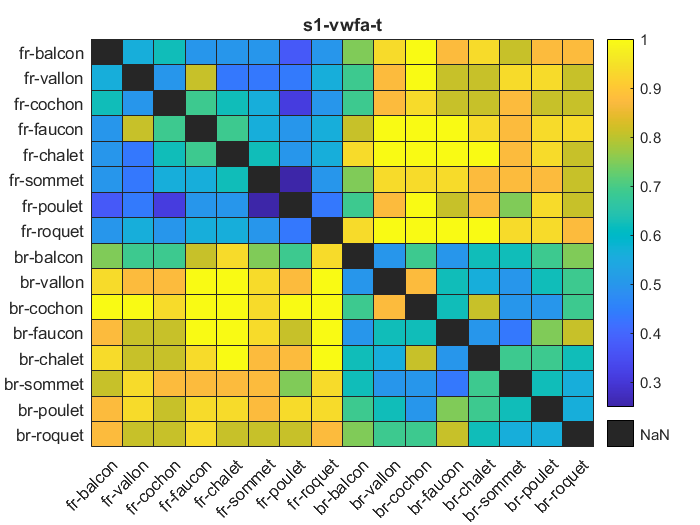 s1-vwfa-t
fr-balcon
fr-vallon
fr-cochon
fr-faucon
fr-chalet
fr-sommet
fr-poulet
fr-roquet
br-balcon
br-vallon
br-cochon
br-faucon
br-chalet
br-sommet
br-poulet
br-roquet
fr-balcon
fr-vallon
fr-cochon
fr-faucon
fr-chalet
fr-sommet
fr-poulet
fr-roquet
br-balcon
br-vallon
br-cochon
br-faucon
br-chalet
br-sommet
br-poulet
br-roquet
1
0.9
0.8
0.7
0.6
0.5
0.4
0.3
NaN